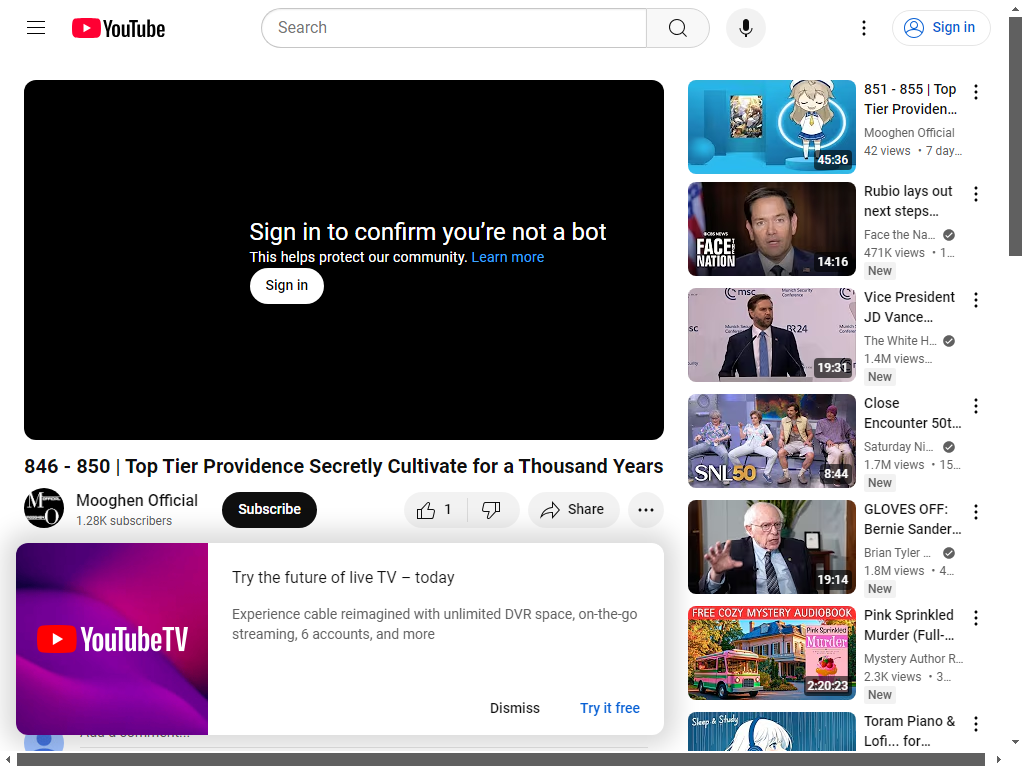 YouTube
Search
Sign in
Sign in to confirm you’re not a bot
This helps protect our community. Learn more
Sign in
846 - 850 | Top Tier Providence Secretly Cultivate for a Thousand Years
Mooghen Official
1.28K subscribers
Subscribe
1
Share
YouTubeTV
Try the future of live TV – today
Experience cable reimagined with unlimited DVR space, on-the-go
streaming, 6 accounts, and more
Dismiss
Try it free
Add a comment...
45:36
851 - 855 | Top
Tier Providen...
Mooghen Official
42 views • 7 day...
CBS NEWS
FACE THE
NATION
14:16
Rubio lays out
next steps...
Face the Na...
471K views • 1...
New
msc
Munich Security
Conference
19:31
Vice President
JD Vance...
The White H...
1.4M views...
New
SNL50
8:44
Close
Encounter 50t...
Saturday Ni...
1.7M views • 15...
New
19:14
GLOVES OFF:
Bernie Sander...
Brian Tyler ...
1.8M views • 4...
New
FREE COZY MYSTERY AUDIOBOOK
Pink Sprinkled
Murder
2:20:23
Pink Sprinkled
Murder (Full-...
Mystery Author R...
2.3K views • 3...
New
Sleep & Study
Toram Piano &
Lofi... for...